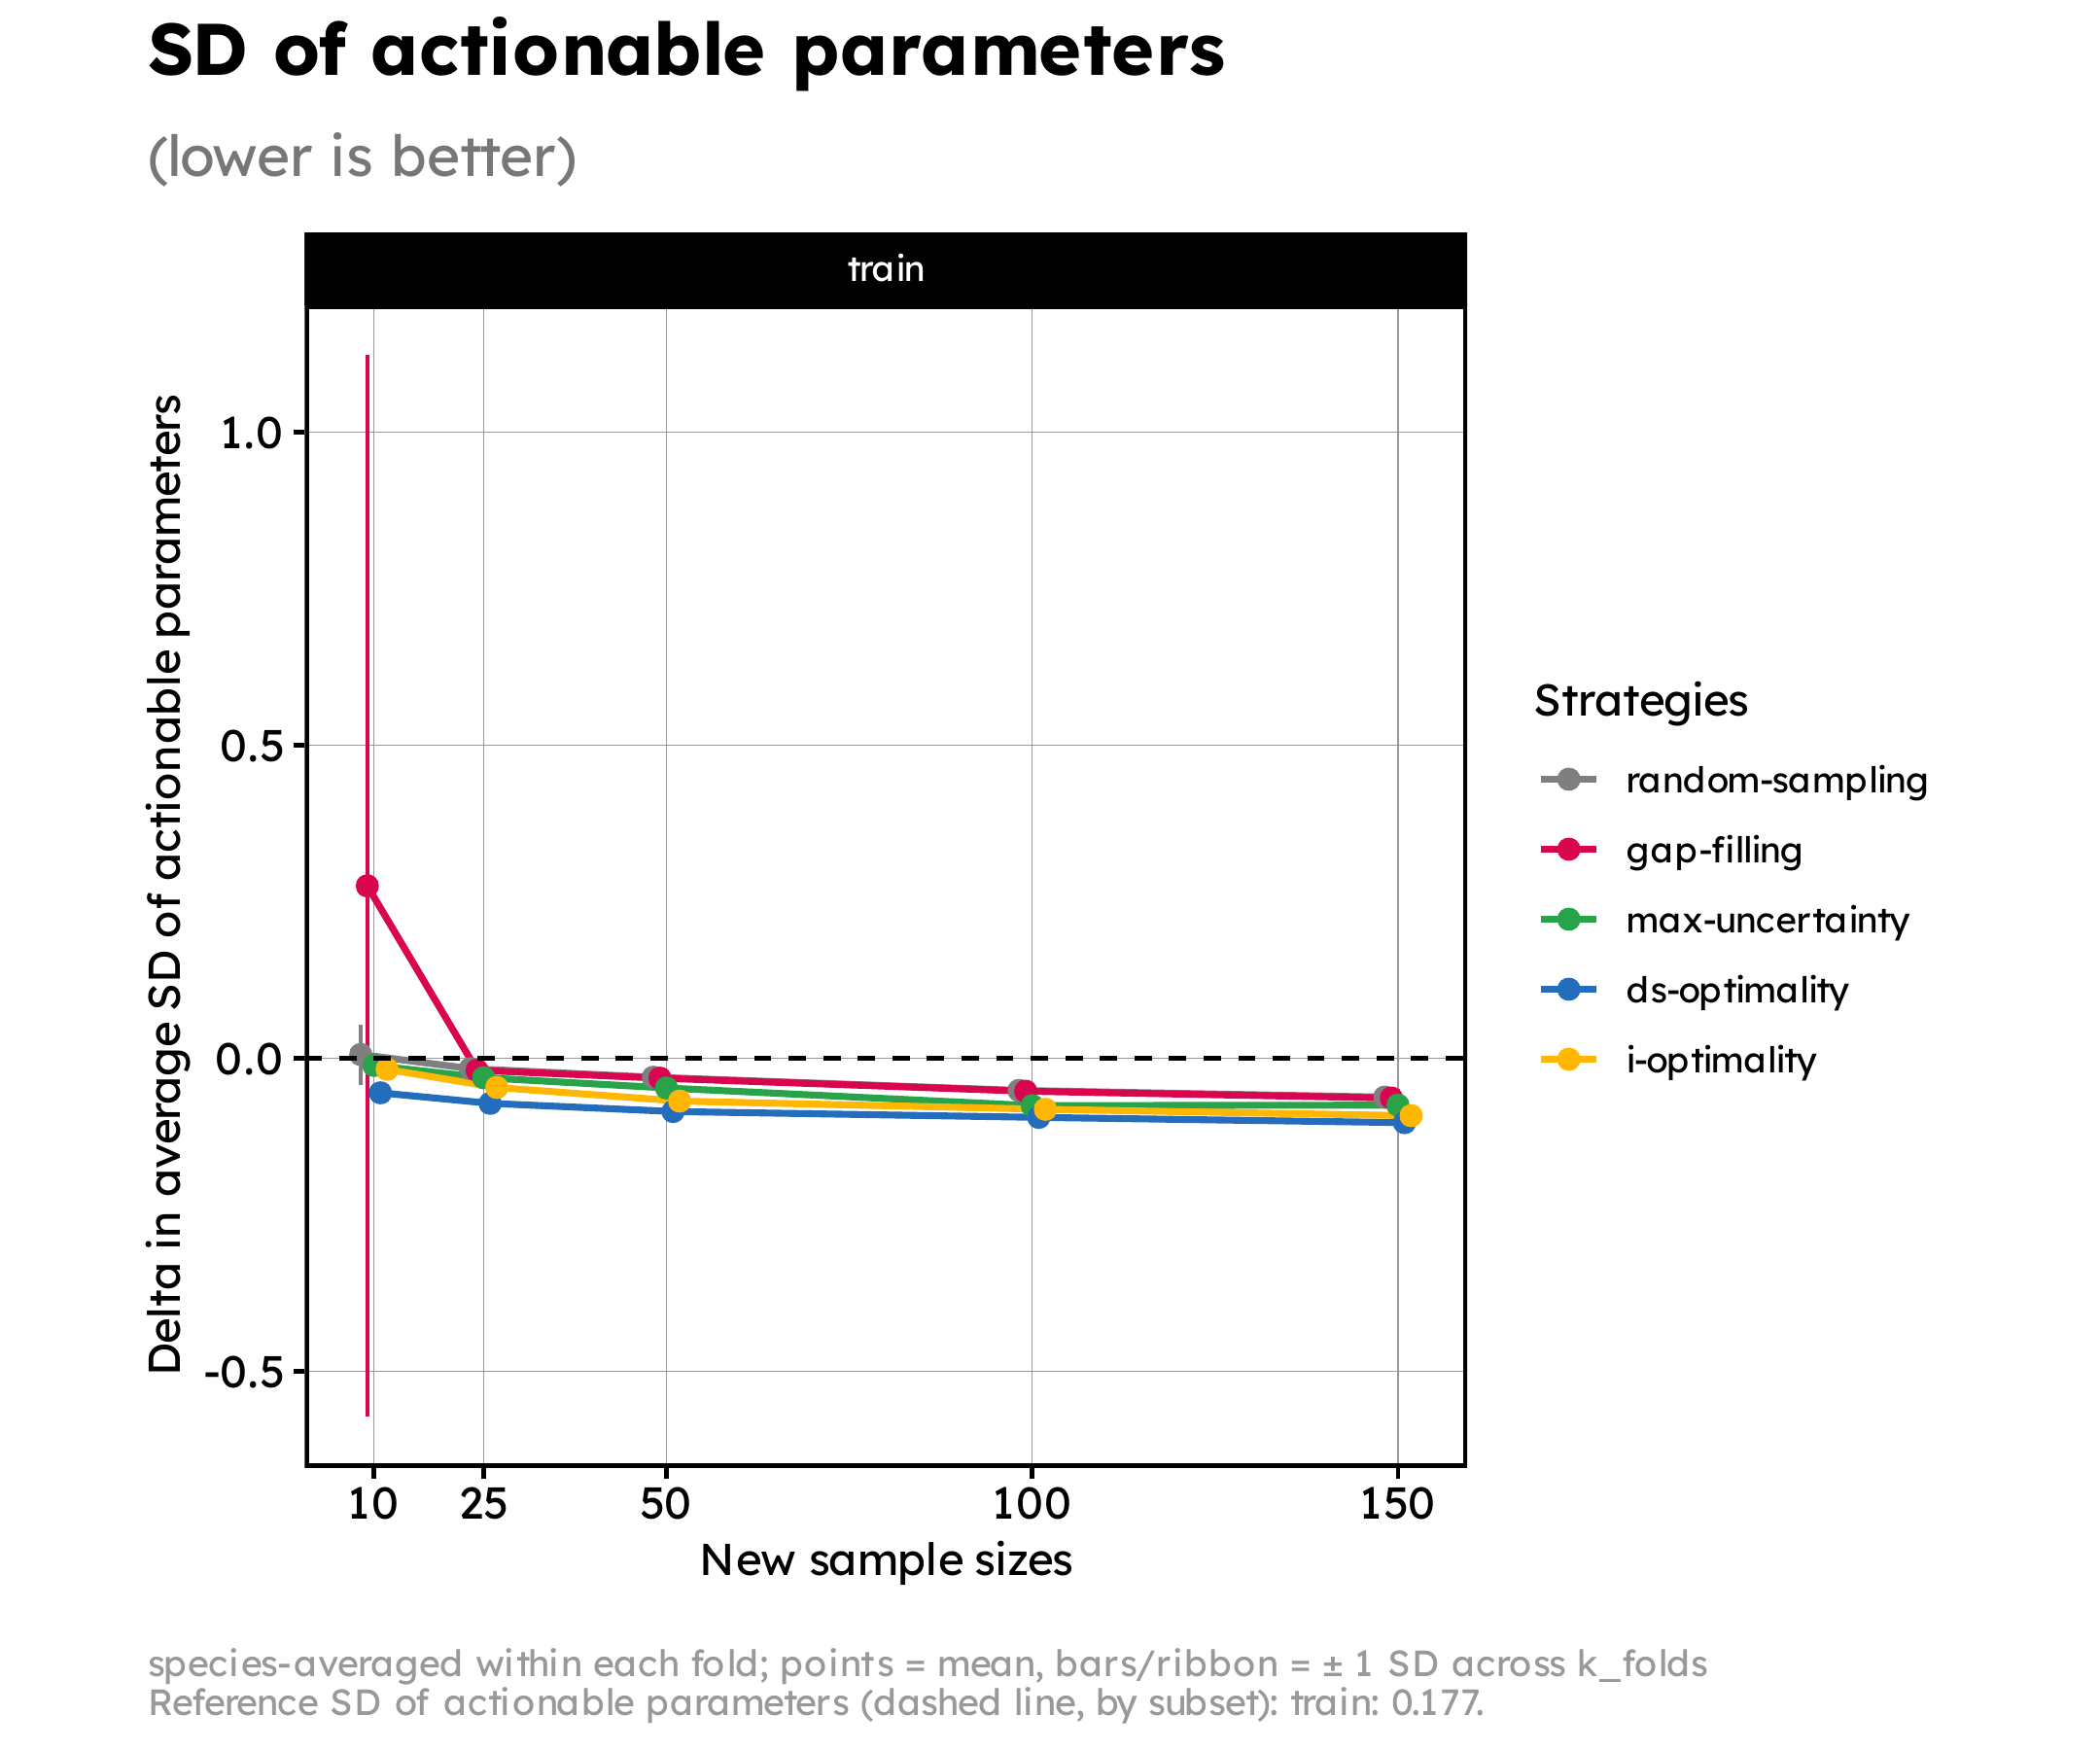 SD of actionable parameters
(lower is better)
train
Delta in average SD of actionable parameters
1.0
0.5
0.0
-0.5
10 25 50 100 150
New sample sizes
Strategies
random-sampling
gap-filling
max-uncertainty
ds-optimality
i-optimality
species-averaged within each fold; points = mean, bars/ribbon = ± 1 SD across k_folds
Reference SD of actionable parameters (dashed line, by subset): train: 0.177.